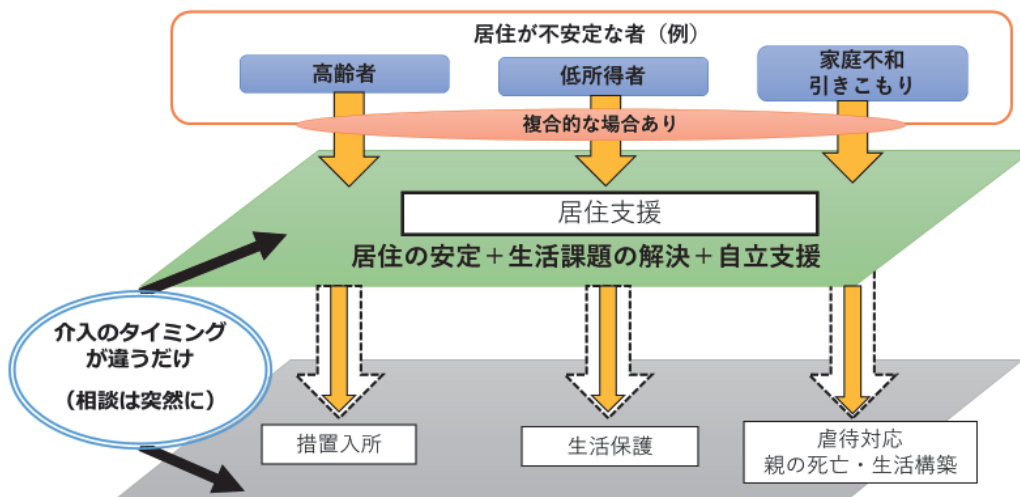 居住が不安定な者（例）
高齢者
低所得者
家庭不和
引きこもり
複合的な場合あり
居住支援
居住の安定＋生活課題の解決＋自立支援
介入のタイミング
が違うだけ
（相談は突然に）
措置入所
生活保護
虐待対応
親の死亡・生活構築